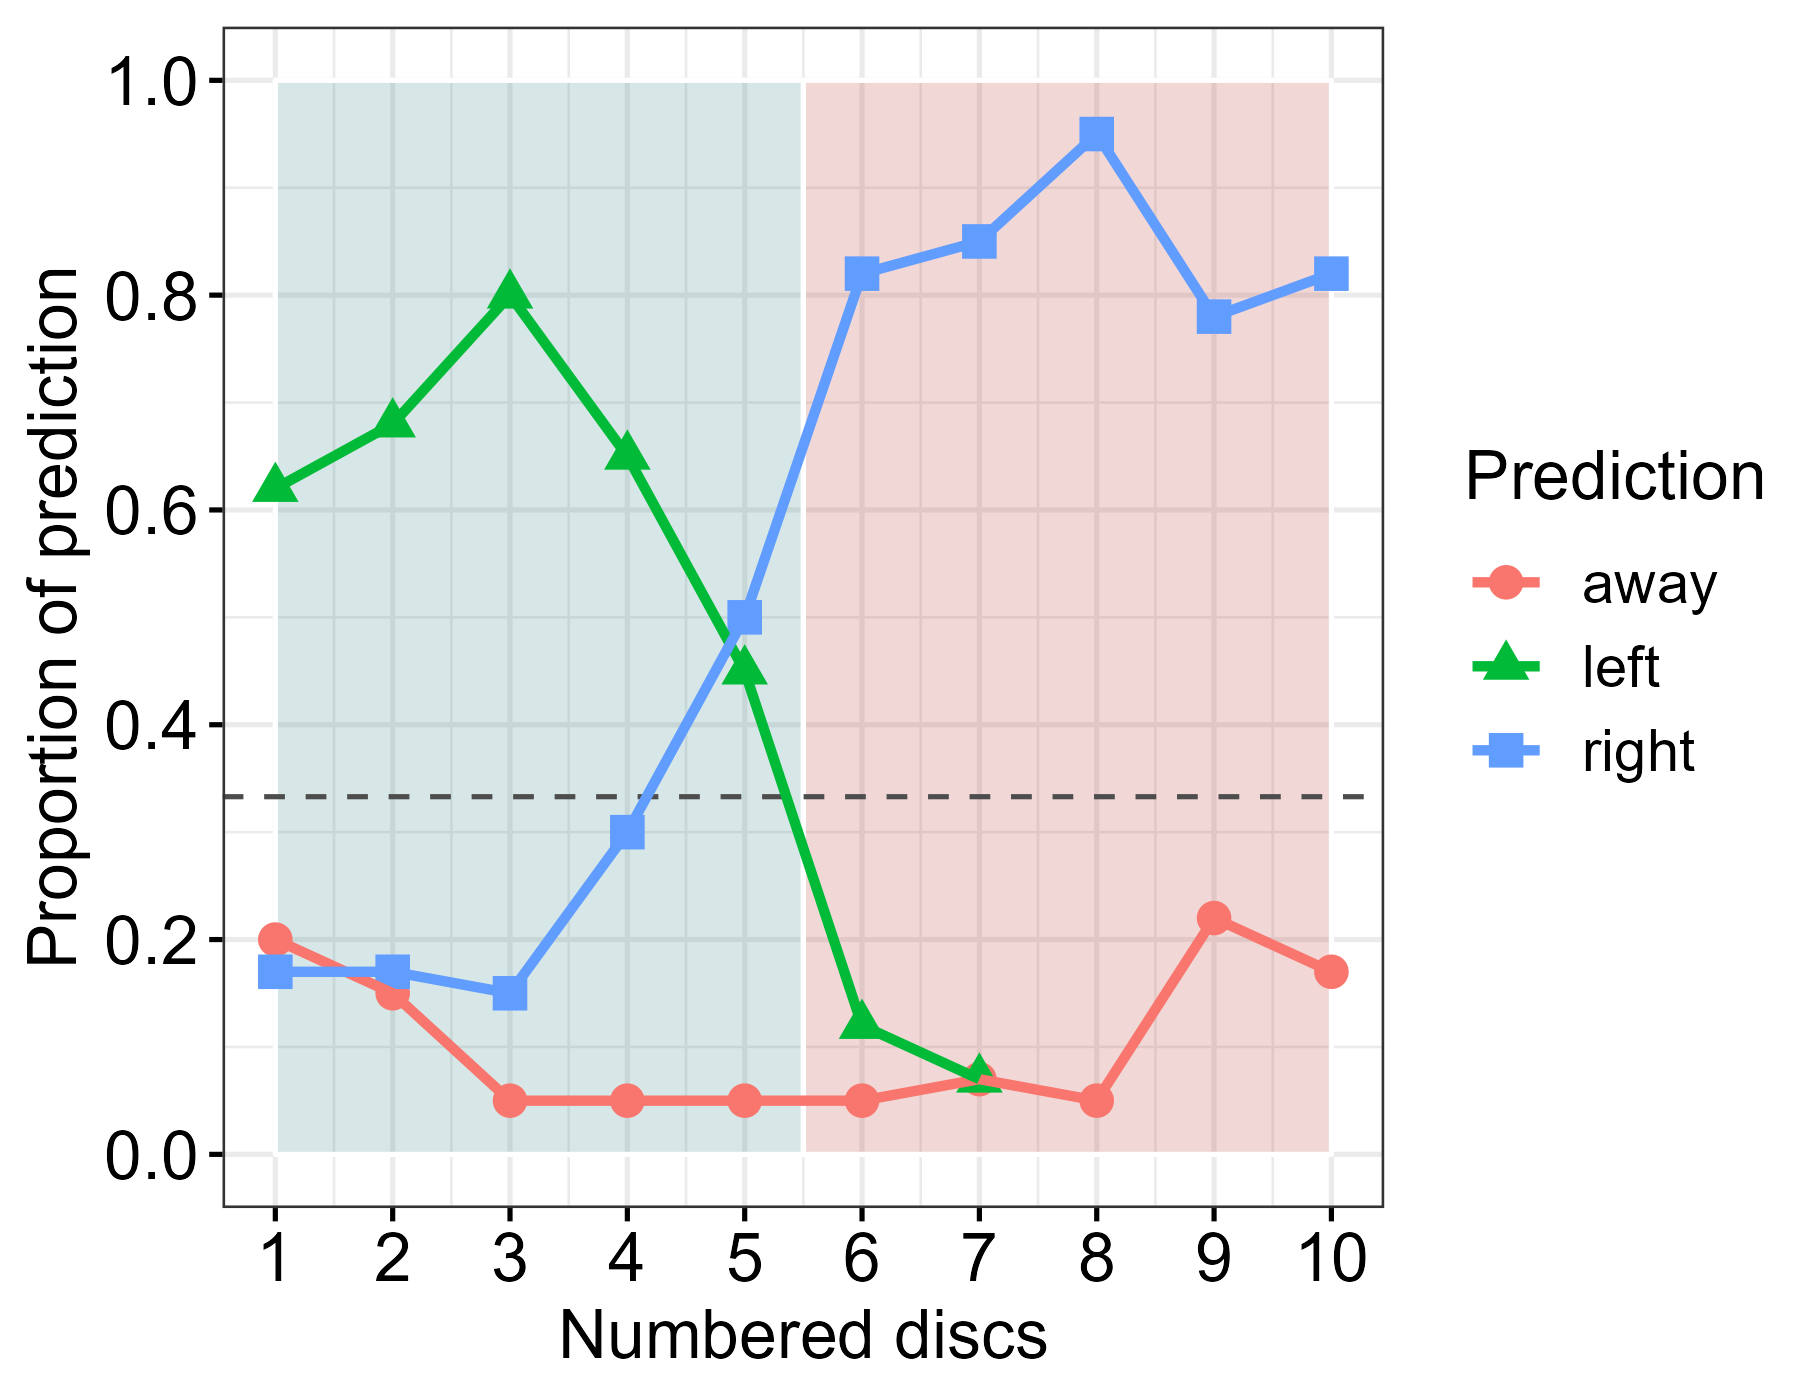 Proportion of prediction
1.0
0.8
0.6
0.4
0.2
0.0
1 2 3 4 5 6 7 8 9 10
Numbered discs
Prediction
away
left
right